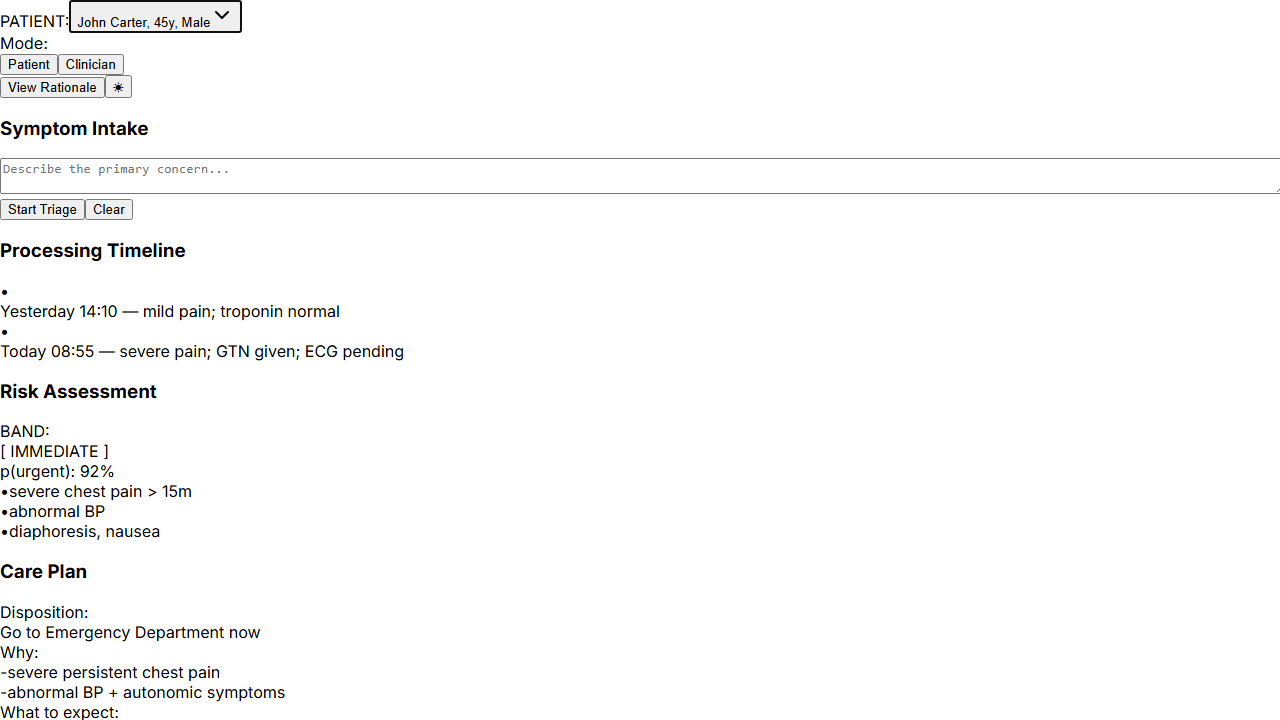 PATIENT: John Carter, 45y, Male
Mode:
Patient Clinician
View Rationale ☀
Symptom Intake
Describe the primary concern...
Start Triage Clear
Processing Timeline
•
Yesterday 14:10 — mild pain; troponin normal
•
Today 08:55 — severe pain; GTN given; ECG pending
Risk Assessment
BAND:
[ IMMEDIATE ]
p(urgent): 92%
•severe chest pain > 15m
•abnormal BP
•diaphoresis, nausea
Care Plan
Disposition:
Go to Emergency Department now
Why:
-severe persistent chest pain
-abnormal BP + autonomic symptoms
What to expect: